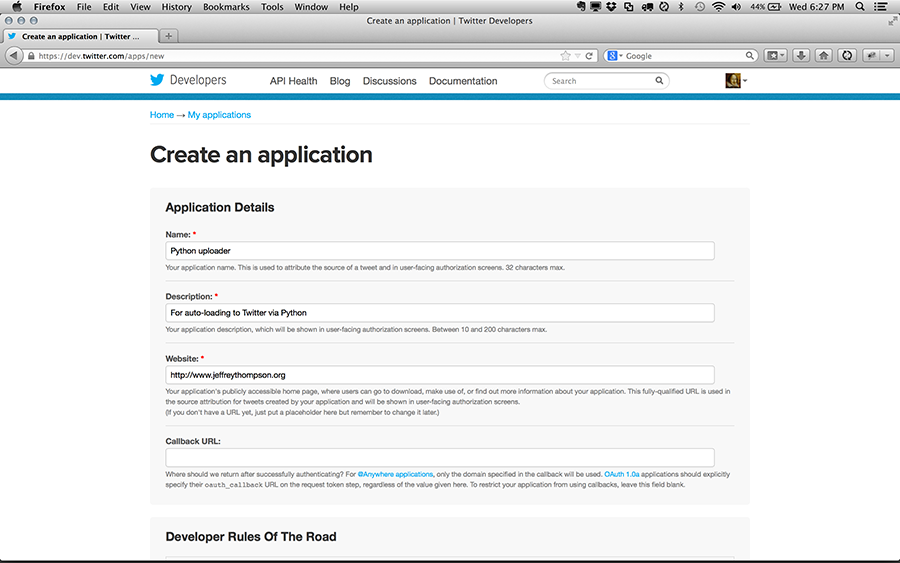 Firefox File Edit View History Bookmarks Tools Window Help 44% Wed 6:27 PM
Create an application | Twitter Developers
Create an application | Twitter ...
https://dev.twitter.com/apps/new Google
Developers API Health Blog Discussions Documentation Search
Home → My applications
Create an application
Application Details
Name: *
Python uploader
Your application name. This is used to attribute the source of a tweet and in user-facing authorization screens. 32 characters max.
Description: *
For auto-loading to Twitter via Python
Your application description, which will be shown in user-facing authorization screens. Between 10 and 200 characters max.
Website: *
http://www.jeffreythompson.org
Your application's publicly accessible home page, where users can go to download, make use of, or find out more information about your application. This fully-qualified URL is used in
the source attribution for tweets created by your application and will be shown in user-facing authorization screens.
(If you don't have a URL yet, just put a placeholder here but remember to change it later.)
Callback URL:
Where should we return after successfully authenticating? For @Anywhere applications, only the domain specified in the callback will be used. OAuth 1.0a applications should explicitly
specify their oauth_callback URL on the request token step, regardless of the value given here. To restrict your application from using callbacks, leave this field blank.
Developer Rules Of The Road